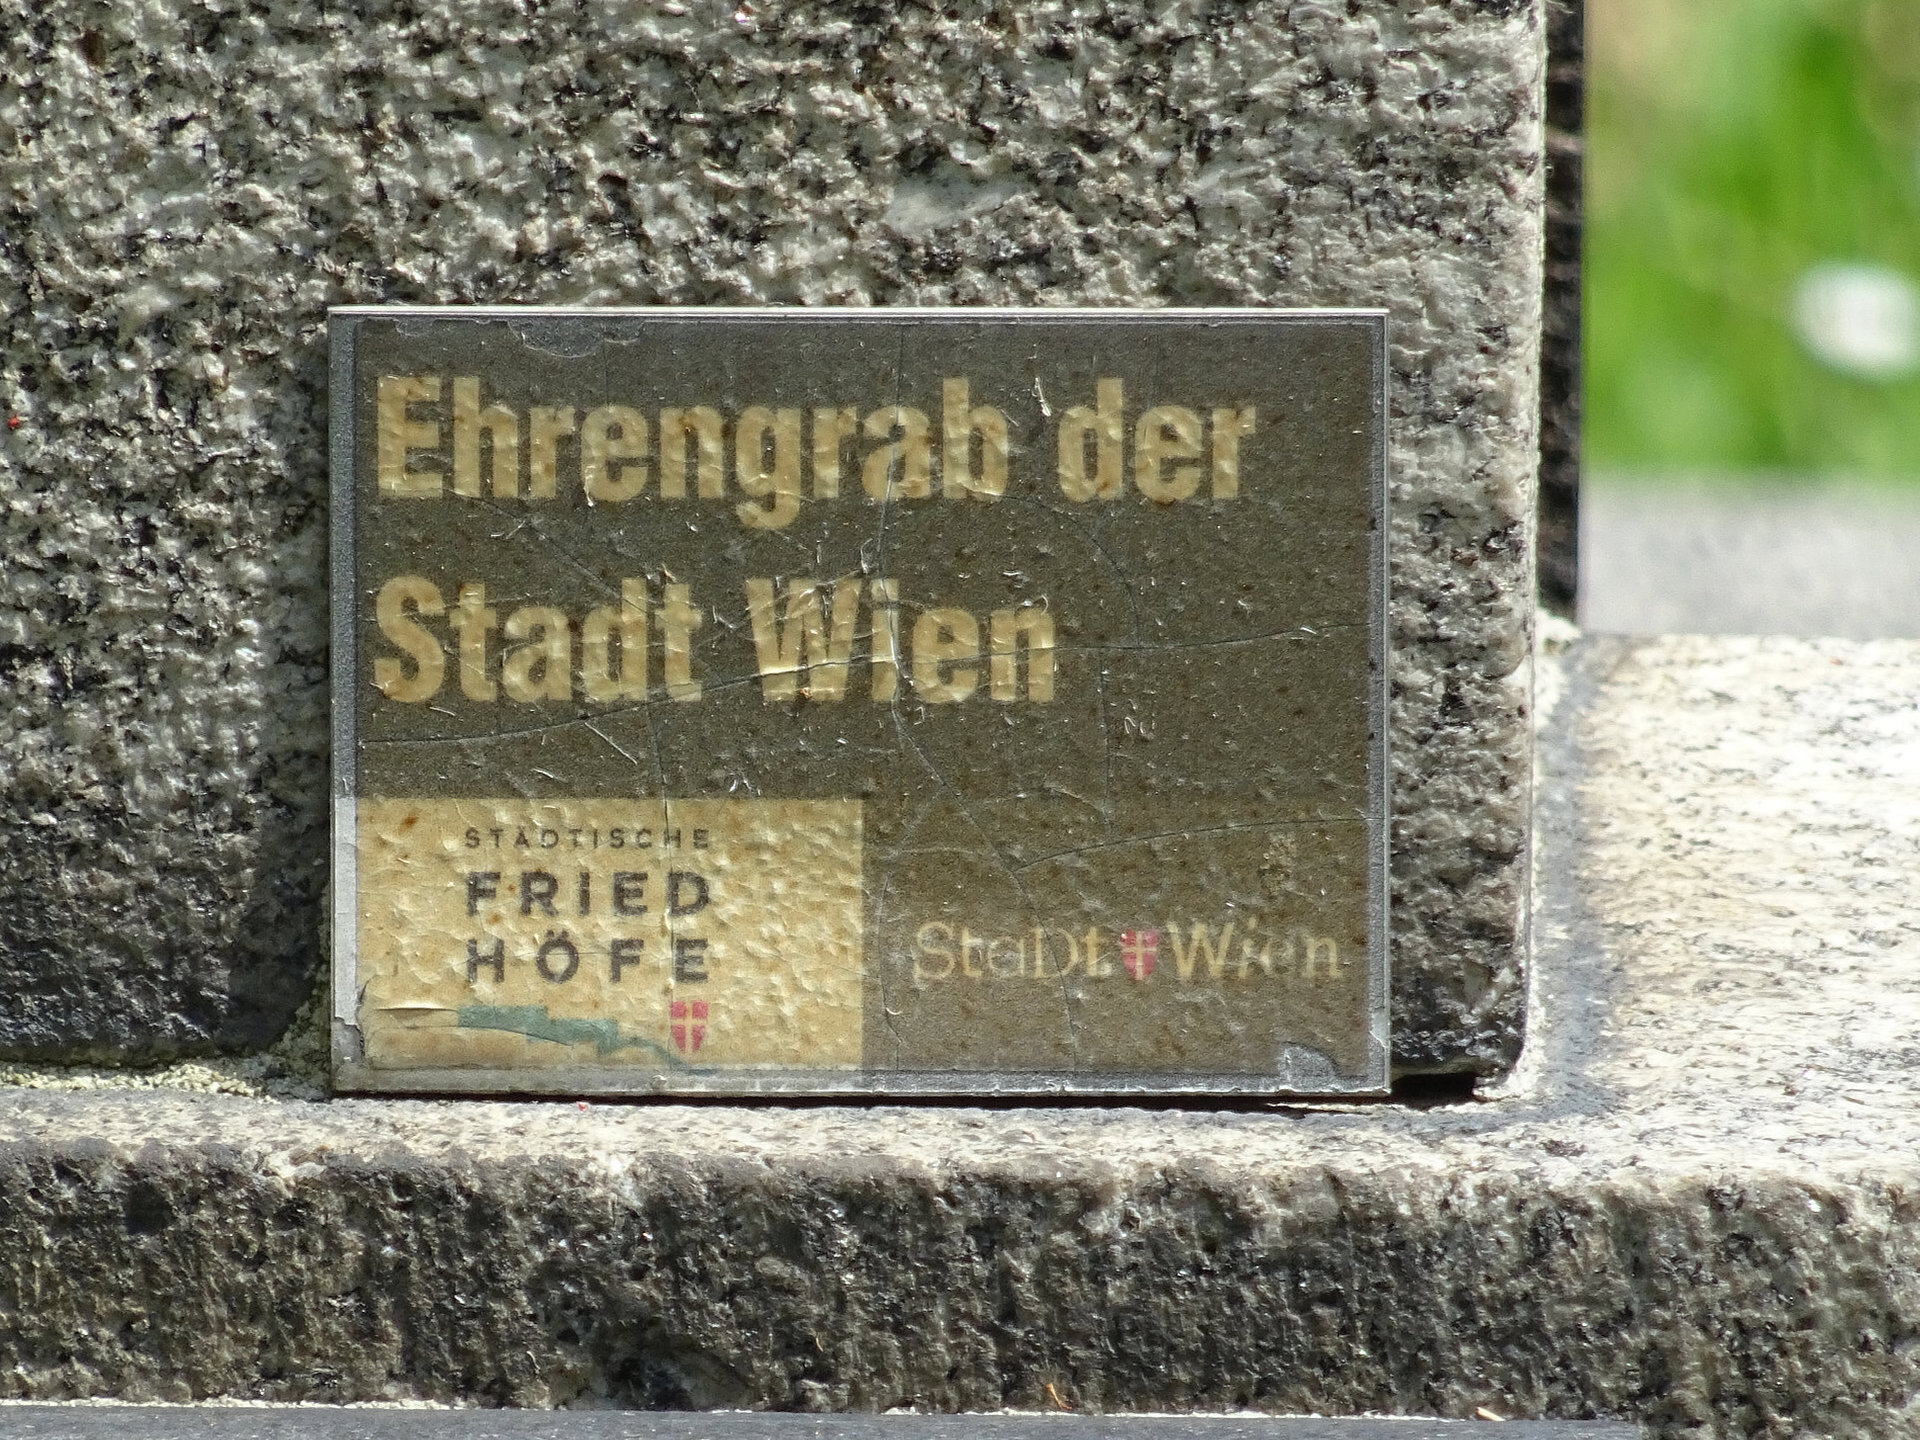 Ehrengrab der
Stadt Wien
STÄDTISCHE
FRIED
HÖFE
StaDt Wien